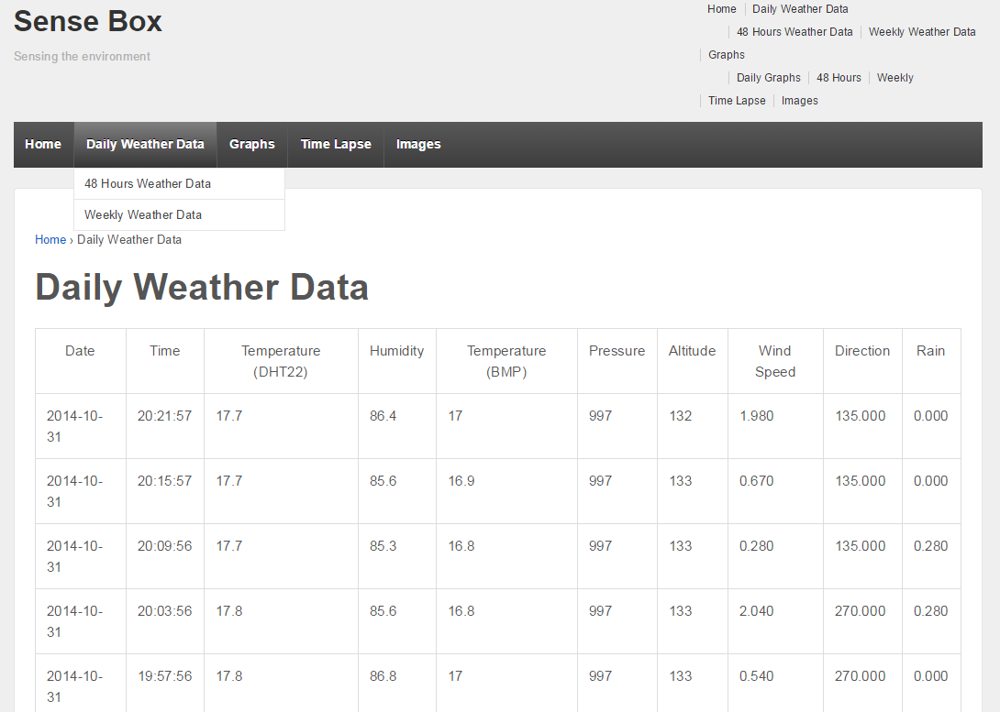 Sense Box
Sensing the environment
Home Daily Weather Data
48 Hours Weather Data Weekly Weather Data
Graphs
Daily Graphs 48 Hours Weekly
Time Lapse Images
Home Daily Weather Data Graphs Time Lapse Images
48 Hours Weather Data
Weekly Weather Data
Home › Daily Weather Data
Daily Weather Data
Date Time Temperature Humidity Temperature Pressure Altitude Wind Direction Rain
(DHT22) (BMP) Speed
2014-10- 20:21:57 17.7 86.4 17 997 132 1.980 135.000 0.000
31
2014-10- 20:15:57 17.7 85.6 16.9 997 133 0.670 135.000 0.000
31
2014-10- 20:09:56 17.7 85.3 16.8 997 133 0.280 135.000 0.280
31
2014-10- 20:03:56 17.8 85.6 16.8 997 133 2.040 270.000 0.280
31
2014-10- 19:57:56 17.8 86.8 17 997 133 0.540 270.000 0.000
31